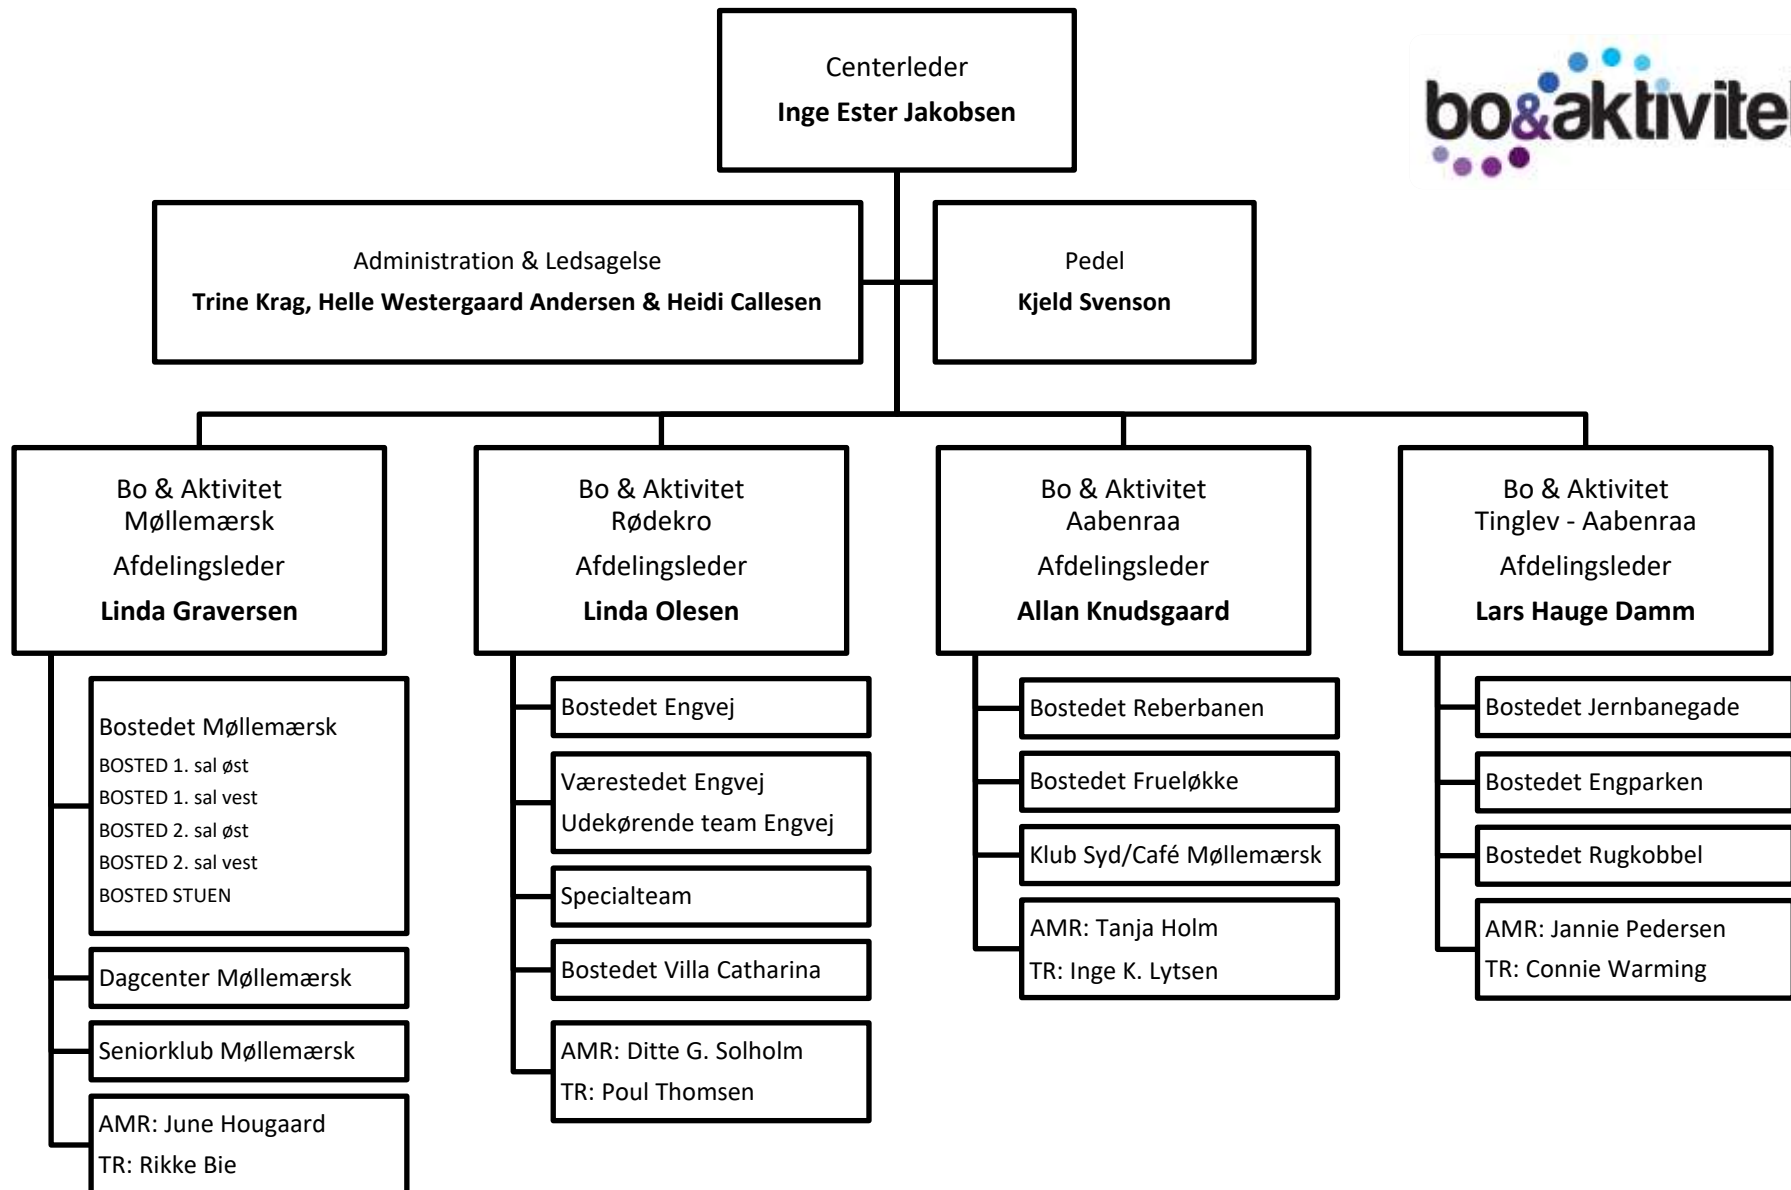 Centerleder
Inge Ester Jakobsen
bo&aktivitet
Administration & Ledsagelse
Trine Krag, Helle Westergaard Andersen & Heidi Callesen
Pedel
Kjeld Svenson
Bo & Aktivitet
Møllemærsk
Afdelingsleder
Linda Graversen
Bostedet Møllemærsk
BOSTED 1. sal øst
BOSTED 1. sal vest
BOSTED 2. sal øst
BOSTED 2. sal vest
BOSTED STUEN
Dagcenter Møllemærsk
Seniorklub Møllemærsk
AMR: June Hougaard
TR: Rikke Bie
Bo & Aktivitet
Rødekro
Afdelingsleder
Linda Olesen
Bostedet Engvej
Værestedet Engvej
Udekørende team Engvej
Specialteam
Bostedet Villa Catharina
AMR: Ditte G. Solholm
TR: Poul Thomsen
Bo & Aktivitet
Aabenraa
Afdelingsleder
Allan Knudsgaard
Bostedet Reberbanen
Bostedet Frueløkke
Klub Syd/Café Møllemærsk
AMR: Tanja Holm
TR: Inge K. Lytsen
Bo & Aktivitet
Tinglev - Aabenraa
Afdelingsleder
Lars Hauge Damm
Bostedet Jernbanegade
Bostedet Engparken
Bostedet Rugkobbel
AMR: Jannie Pedersen
TR: Connie Warming